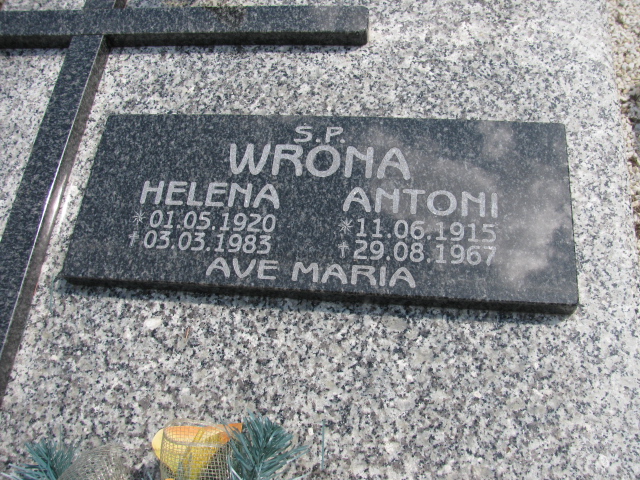 Ś.P.
WRONA
HELENA ANTONI
*01.05.1920 *11.06.1915
†03.03.1983 †29.08.1967
AVE MARIA